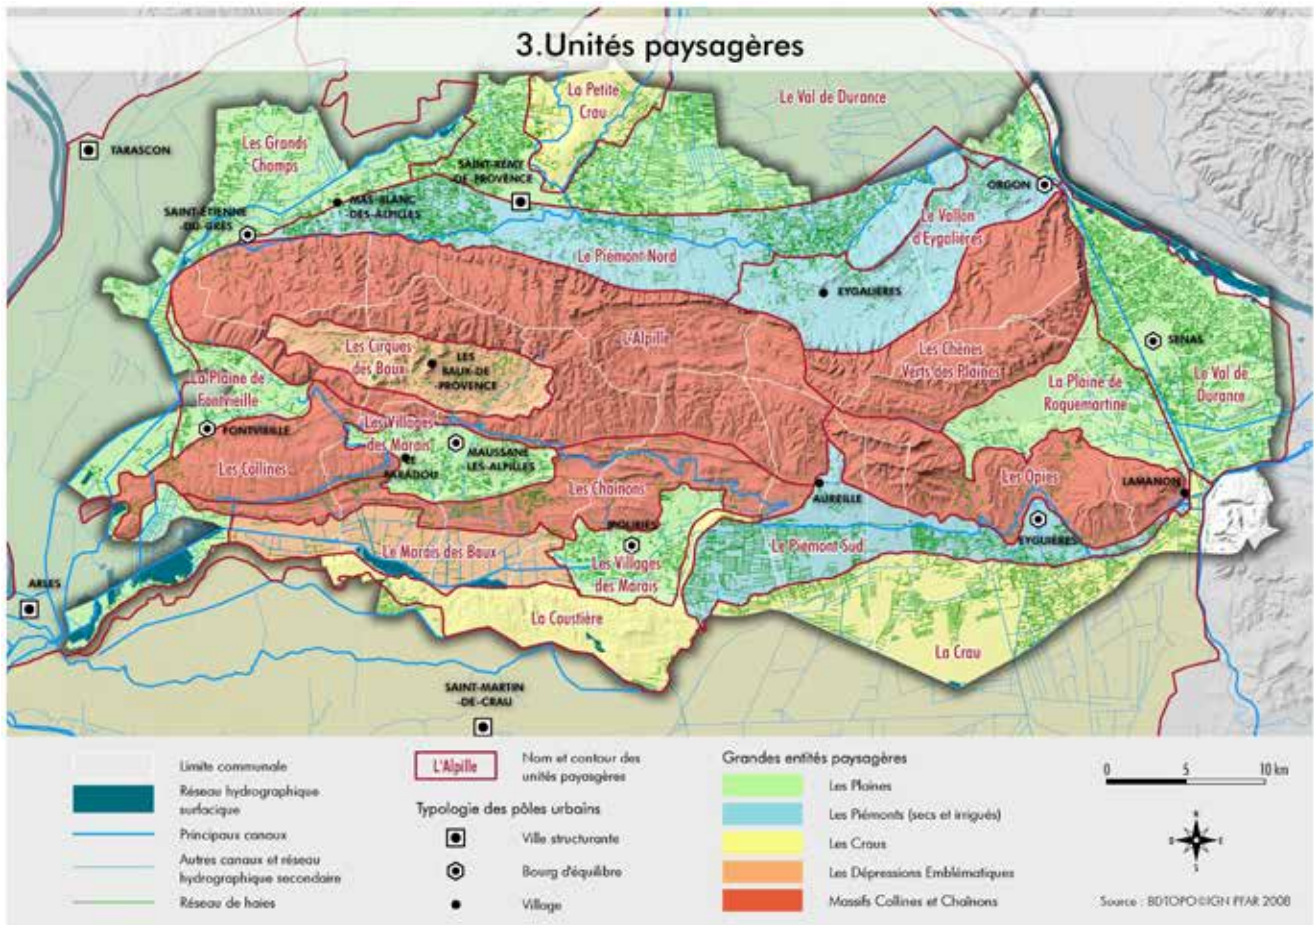 3.Unités paysagères
La Petite
Crau
Le Val de Durance
TARASCON
Les Grands
Champs
SAINT-RÉMY
-DE-PROVENCE
ORGON
MAS-BLANC
-DES-ALPILLES
SAINT-ÉTIENNE
-DU-GRÈS
Le Vallon
d'Eygalières
Le Piémont Nord
EYGALIÈRES
L'Alpille
Les Cirques
des Baux
LES
BAUX-DE
-PROVENCE
Les Chênes
Verts des Plaines
SENAS
La Plaine de
Fontvieille
La Plaine de
Roquemartine
Le Val de
Durance
Les Villages
des Marais
FONTVIEILLE
MAUSSANE
-LES-ALPILLES
LE
PARADOU
Les Collines
Les Chainons
AUREILLE
Les Opies
LAMANON
MOURIÈS
EYGUIÈRES
Le Marais des Baux
Le Piémont Sud
Les Villages
des Marais
ARLES
La Coustière
La Crau
SAINT-MARTIN
-DE-CRAU
Limite communale
Réseau hydrographique
surfacique
Principaux canaux
Autres canaux et réseau
hydrographique secondaire
Réseau de haies
L'Alpille
Nom et contour des
unités payasgères
Typologie des pôles urbains
Ville structurante
Bourg d'équilibre
Village
Grandes entités paysagères
Les Plaines
Les Piémonts (secs et irrigués)
Les Craus
Les Dépressions Emblématiques
Massifs Collines et Chaînons
0 5 10 km
N
O E
S
Source : BDTOPO©IGN PFAR 2008